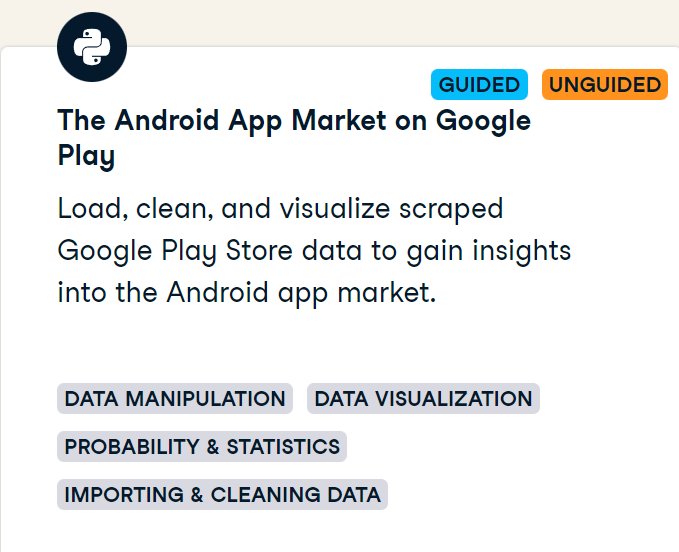 GUIDED UNGUIDED
The Android App Market on Google
Play
Load, clean, and visualize scraped
Google Play Store data to gain insights
into the Android app market.
DATA MANIPULATION DATA VISUALIZATION
PROBABILITY & STATISTICS
IMPORTING & CLEANING DATA